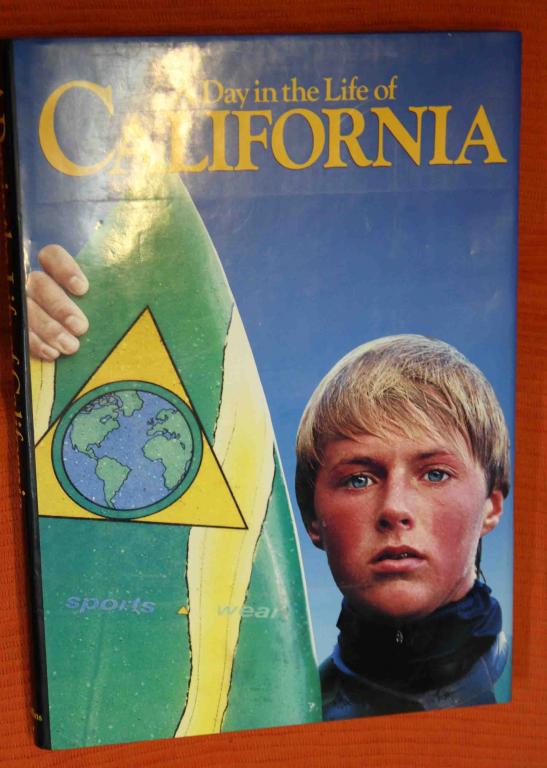 A Day in the Life of
CALIFORNIA
sports wear